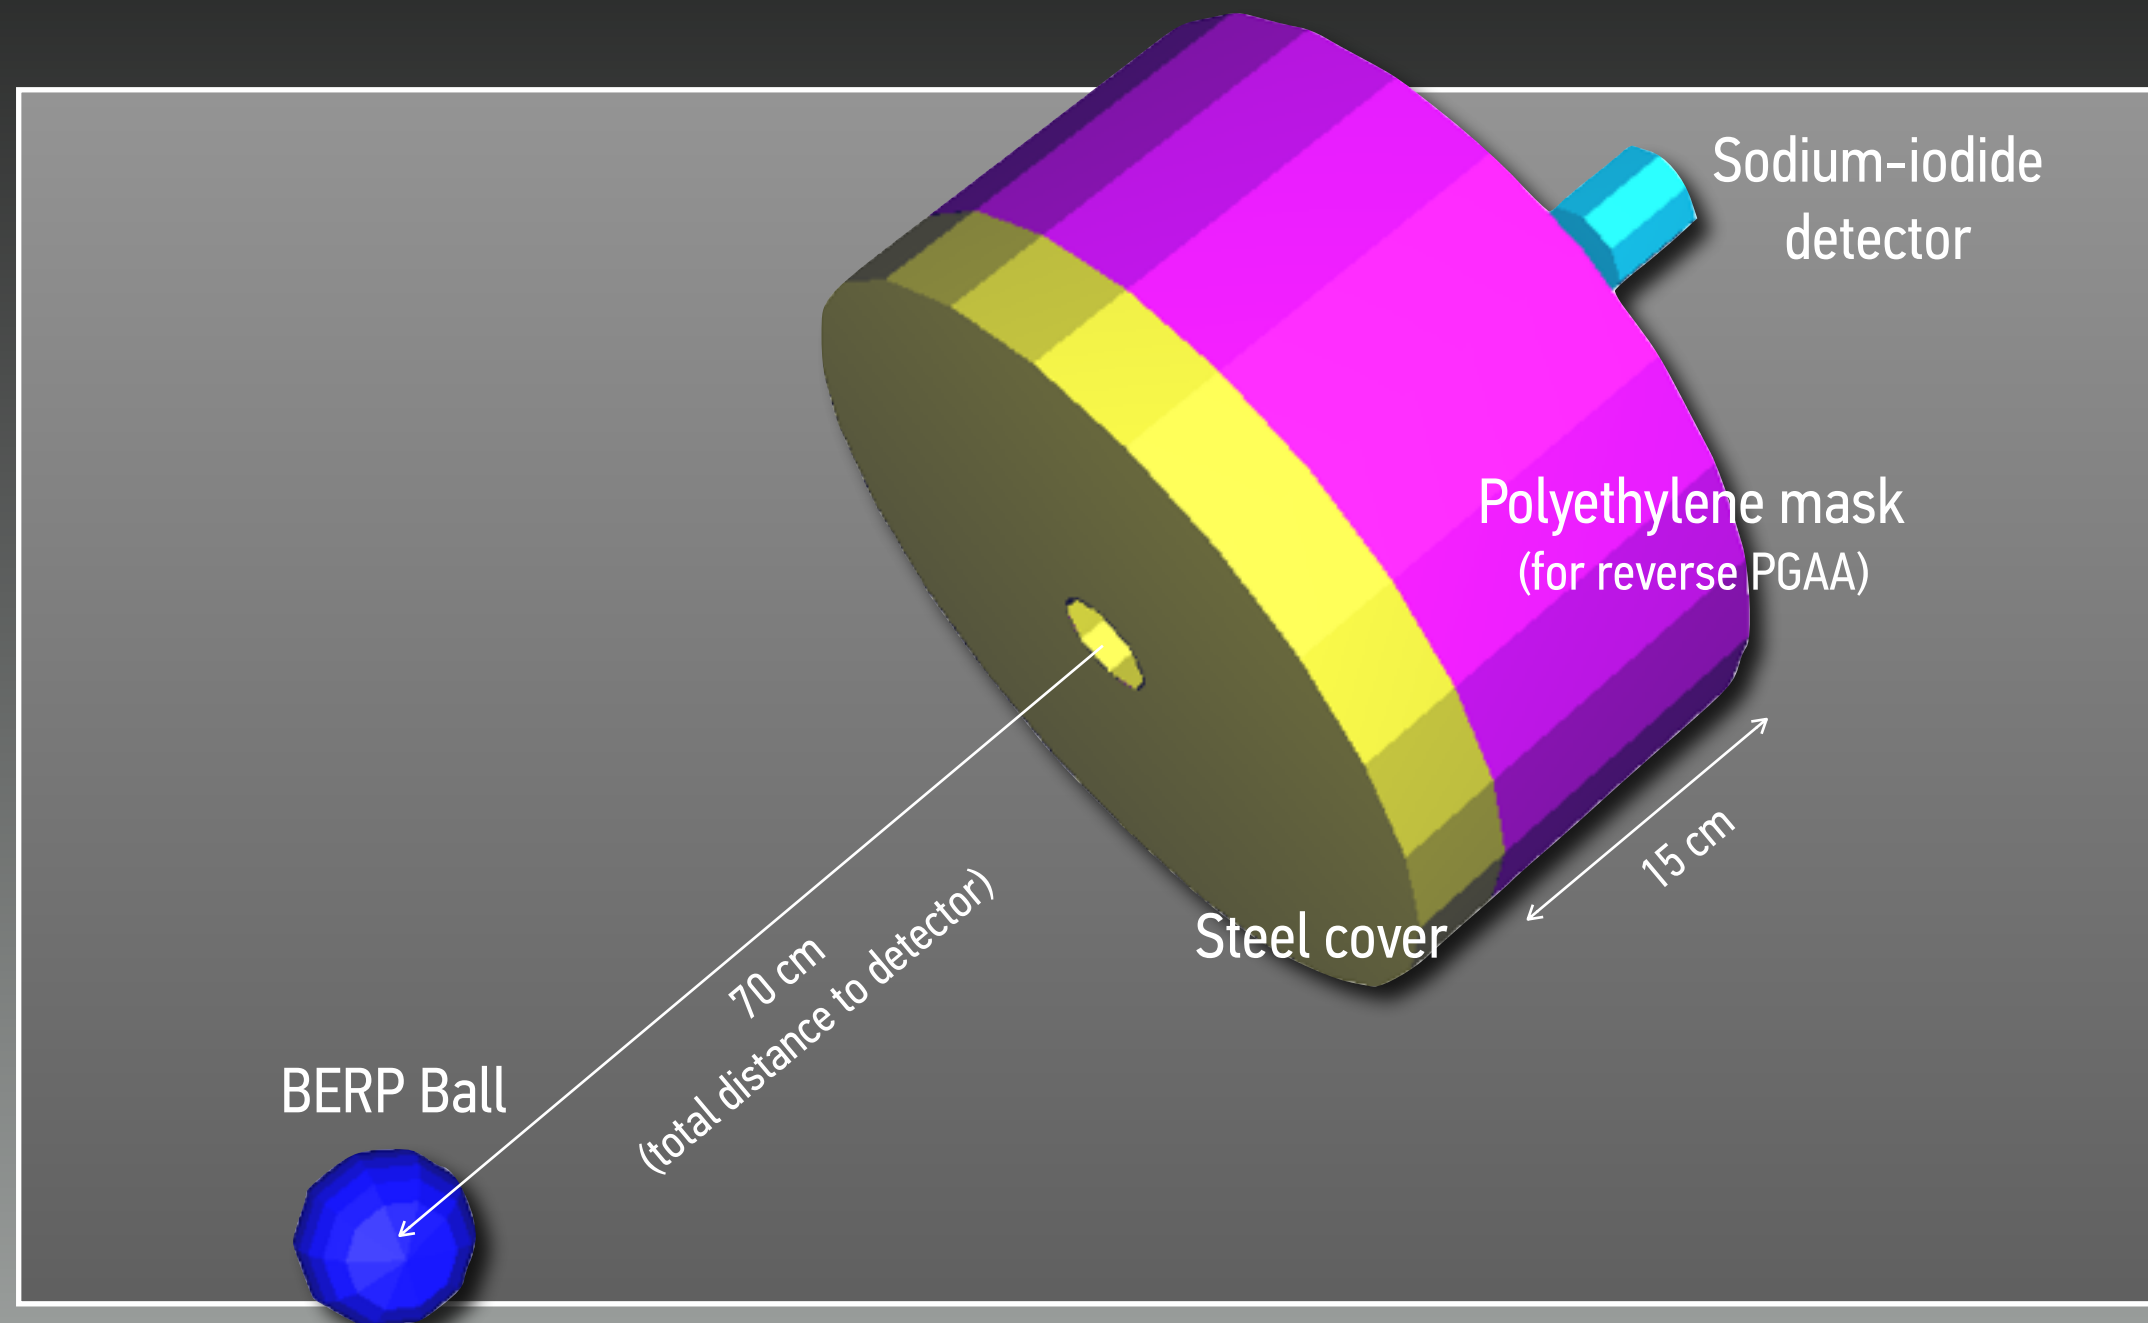 Sodium-iodide
detector
Polyethylene mask
(for reverse PGAA)
15 cm
Steel cover
70 cm
(total distance to detector)
BERP Ball